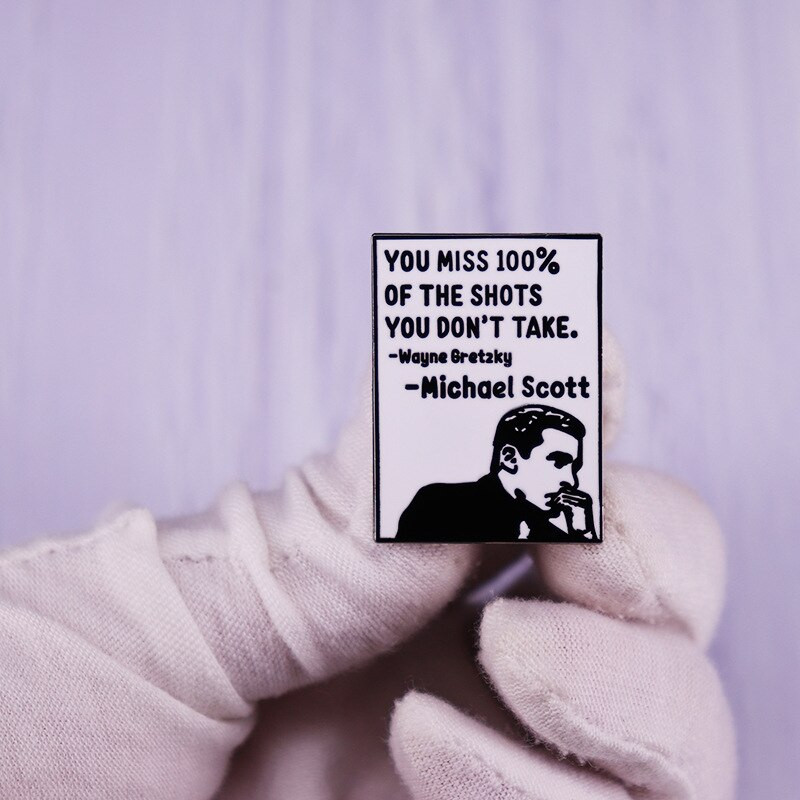 YOU MISS 100%
OF THE SHOTS
YOU DON'T TAKE.
-Wayne Gretzky
-Michael Scott